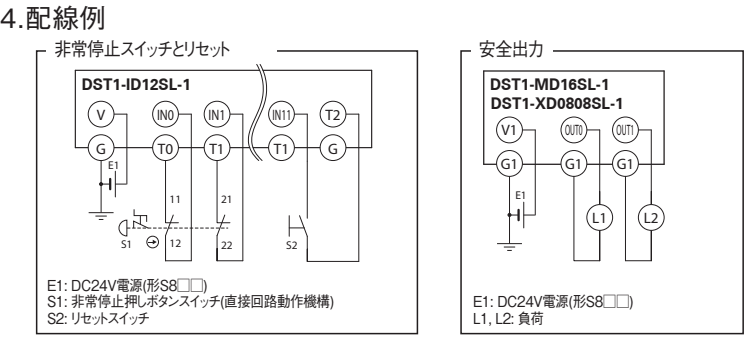 4.配線例
非常停止スイッチとリセット
DST1-ID12SL-1
V IN0 IN1 IN11 T2
G T0 T1 T1 G
E1
11 21
S1 12 22 S2
E1: DC24V電源(形S8□□)
S1: 非常停止押しボタンスイッチ(直接回路動作機構)
S2: リセットスイッチ
安全出力
DST1-MD16SL-1
DST1-XD0808SL-1
V1 OUT0 OUT1
G1 G1 G1
E1
L1 L2
E1: DC24V電源(形S8□□)
L1, L2: 負荷